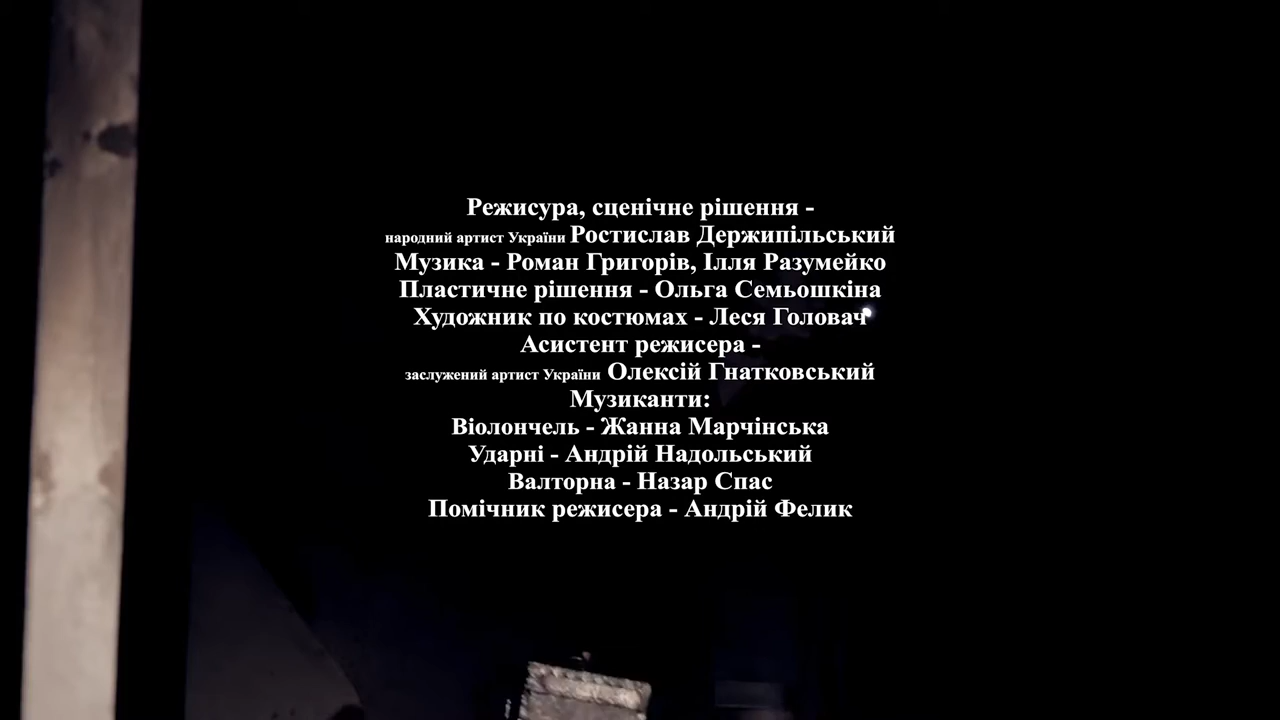 Режисура, сценічне рішення -
народний артист України Ростислав Держипільський
Музика - Роман Григорів, Ілля Разумейко
Пластичне рішення - Ольга Семьошкіна
Художник по костюмах - Леся Головач
Асистент режисера -
заслужений артист України Олексій Гнатковський
Музиканти:
Віолончель - Жанна Марчінська
Ударні - Андрій Надольський
Валторна - Назар Спас
Помічник режисера - Андрій Фелик